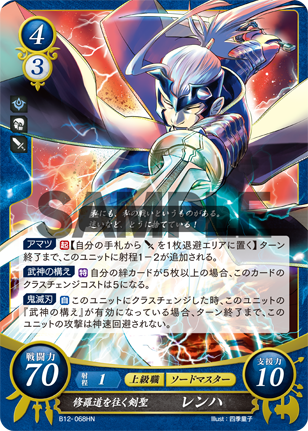 4
3
SAMPLE
私にも、私の戦いというものがある。
迷いなど、とうに捨てている!
アマツ 起【自分の手札から を1枚退避エリアに置く】ターン
終了まで、このユニットに射程1-2が追加される。
武神の構え 特 自分の絆カードが5枚以上の場合、このカードの
クラスチェンジコストは5になる。
鬼滅刃 自 このユニットにクラスチェンジした時、このユニットの
『武神の構え』が有効になっている場合、ターン終了まで、この
ユニットの攻撃は神速回避されない。
戦闘力
70
射程 1
上級職
ソードマスター
支援力
10
修羅道を往く剣聖 レンハ
B12-068HN
Illust:四季童子